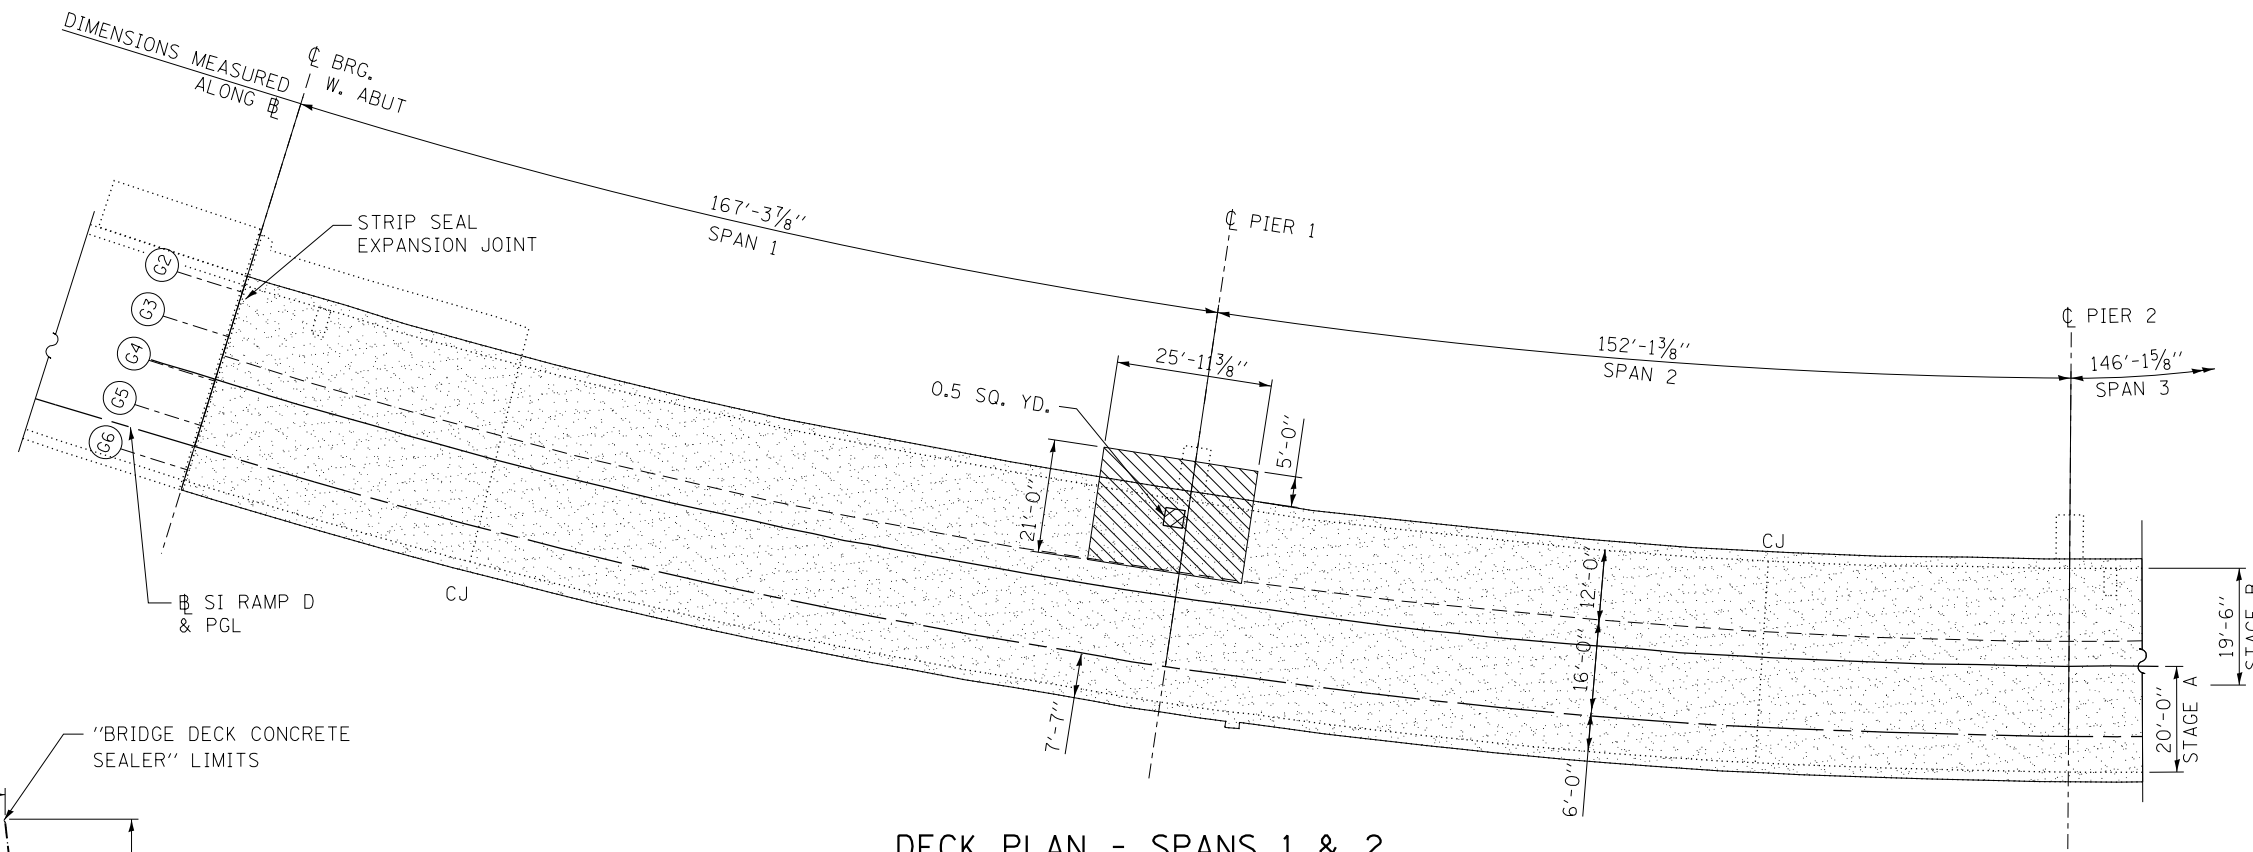 DIMENSIONS MEASURED
ALONG ⅊
℄ BRG.
W. ABUT
167'-3⅞"
SPAN 1
℄ PIER 1
STRIP SEAL
EXPANSION JOINT
G2
G3
G4
G5
G6
152'-1⅜"
SPAN 2
℄ PIER 2
146'-1⅝"
SPAN 3
25'-11⅜"
0.5 SQ. YD.
5'-0"
21'-0"
CJ
12'-0"
16'-0"
6'-0"
19'-6"
20'-0"
STAGE A
CJ
7'-7"
SI RAMP D
& PGL
"BRIDGE DECK CONCRETE
SEALER" LIMITS
DECK PLAN - SPANS 1 & 2